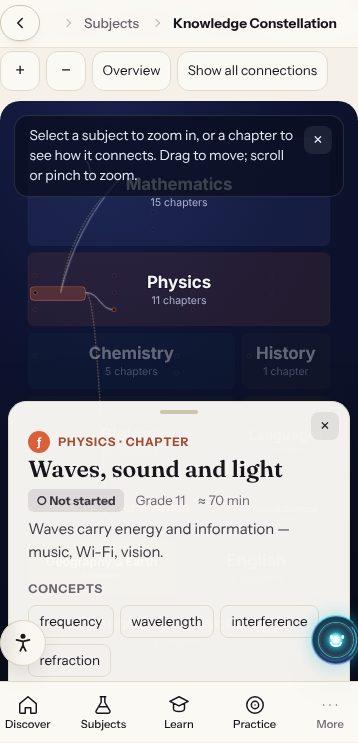 Subjects
Knowledge Constellation
+
−
Overview
Show all connections
Select a subject to zoom in, or a chapter to
see how it connects. Drag to move; scroll
or pinch to zoom.
Mathematics
15 chapters
Physics
11 chapters
Chemistry
5 chapters
History
1 chapter
PHYSICS · CHAPTER
Waves, sound and light
Not started
Grade 11
≈ 70 min
Waves carry energy and information —
music, Wi-Fi, vision.
English
CONCEPTS
frequency
wavelength
interference
refraction
Discover
Subjects
Learn
Practice
More